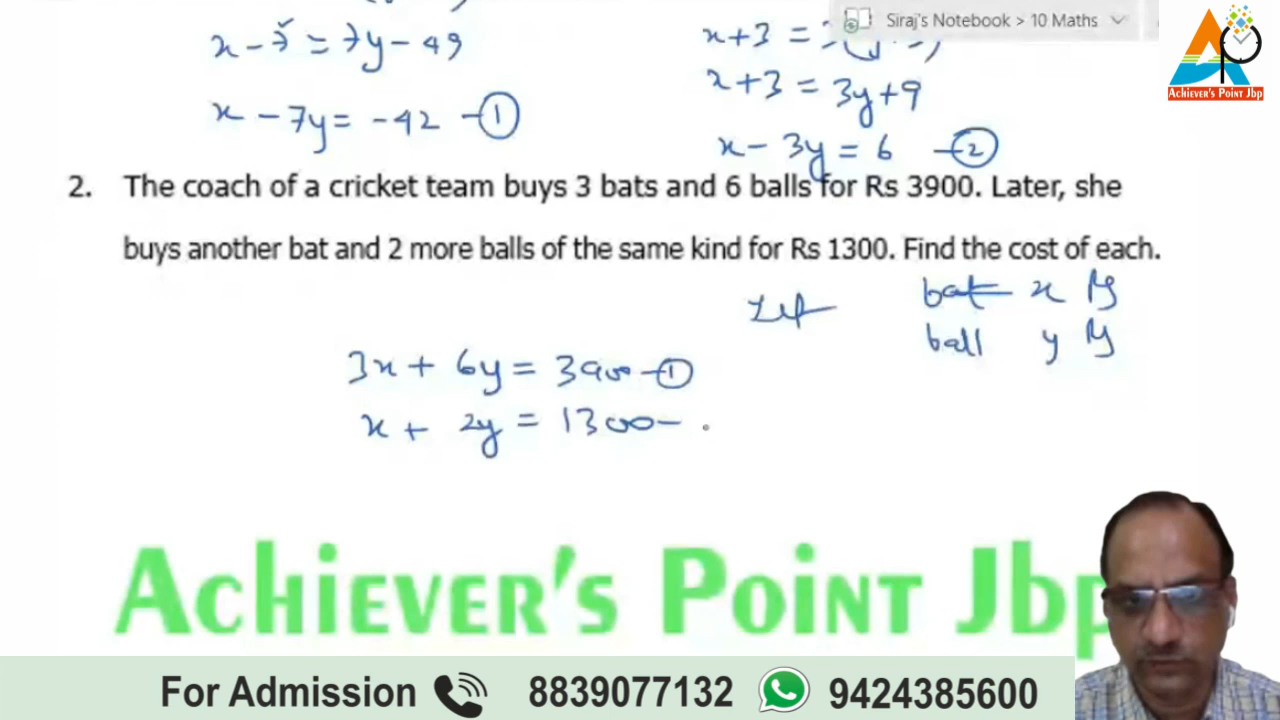 Siraj's Notebook > 10 Maths
x - 7 = 7y - 49
x + 3 =
x + 3 = 3y + 9
x - 7y = -42 - ①
x - 3y = 6 - ②
Achiever's Point Jbp
2. The coach of a cricket team buys 3 bats and 6 balls for Rs 3900. Later, she
buys another bat and 2 more balls of the same kind for Rs 1300. Find the cost of each.
Let bat x
ball y
3x + 6y = 3900 - ①
x + 2y = 1300 -
Achiever's Point Jbp
For Admission 8839077132 9424385600